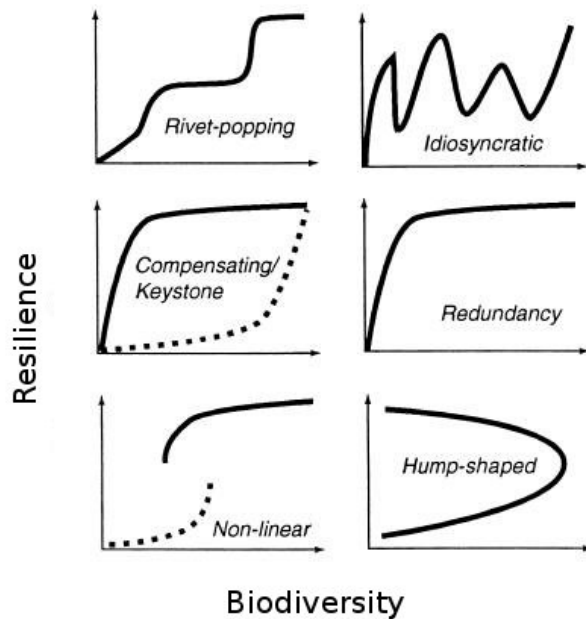 Rivet-popping
Idiosyncratic
Compensating/
Keystone
Redundancy
Non-linear
Hump-shaped
Resilience
Biodiversity